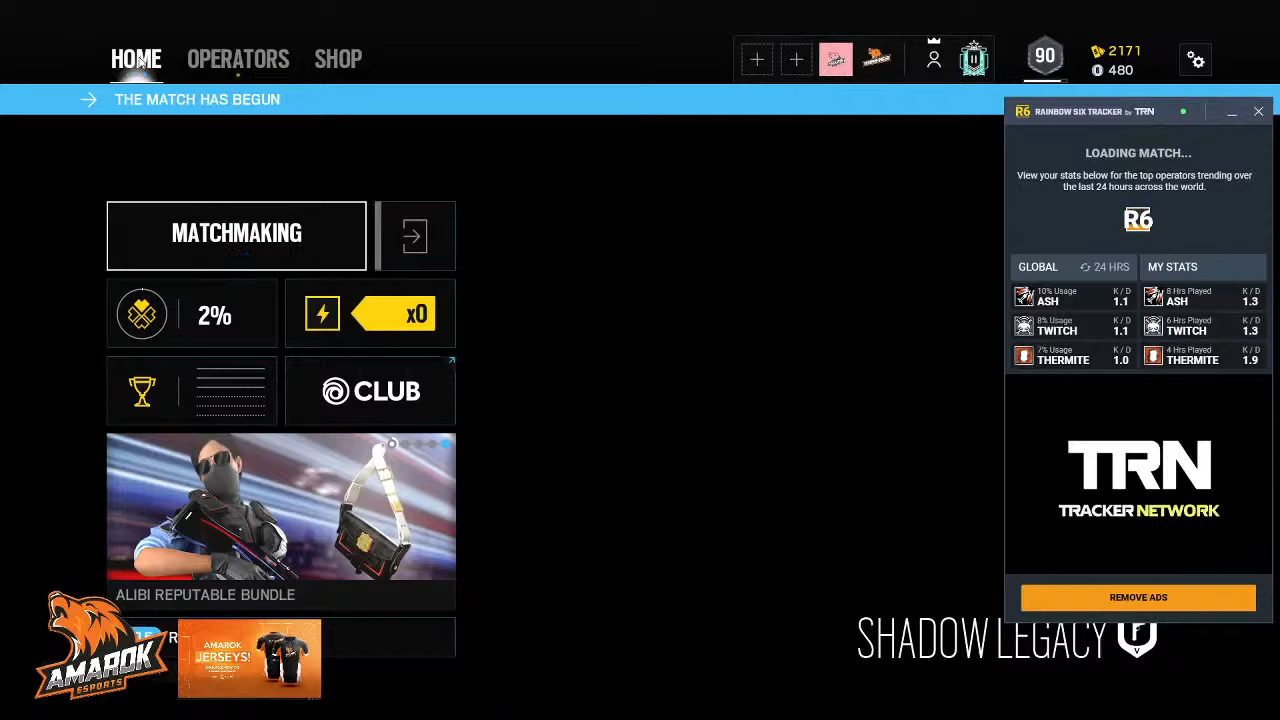 HOME OPERATORS SHOP
90
2171
480
THE MATCH HAS BEGUN
R6 RAINBOW SIX TRACKER by TRN
LOADING MATCH...
View your stats below for the top operators trending over
the last 24 hours across the world.
R6
GLOBAL 24 HRS MY STATS
10% Usage K / D 8 Hrs Played K / D
ASH 1.1 ASH 1.3
8% Usage K / D 6 Hrs Played K / D
TWITCH 1.1 TWITCH 1.3
7% Usage K / D 4 Hrs Played K / D
THERMITE 1.0 THERMITE 1.9
TRN
TRACKER NETWORK
REMOVE ADS
MATCHMAKING
2% x0
CLUB
ALIBI REPUTABLE BUNDLE
R
AMAROK
ESPORTS
AMAROK
JERSEYS!
SHADOW LEGACY